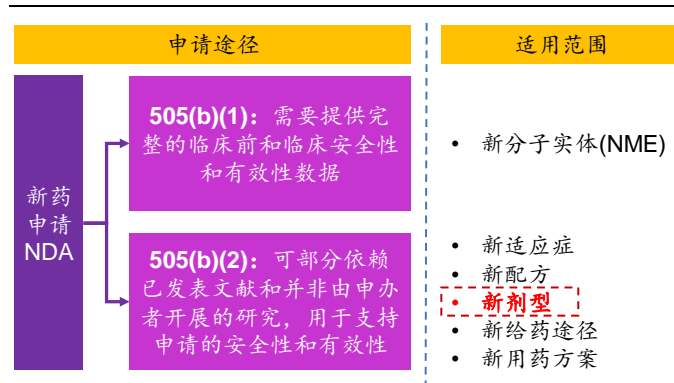 申请途径
适用范围
新药
申请
NDA
505(b)(1)：需要提供完
整的临床前和临床安全性
和有效性数据
• 新分子实体(NME)
505(b)(2)：可部分依赖
已发表文献和并非由申办
者开展的研究，用于支持
申请的安全性和有效性
• 新适应症
• 新配方
• 新剂型
• 新给药途径
• 新用药方案